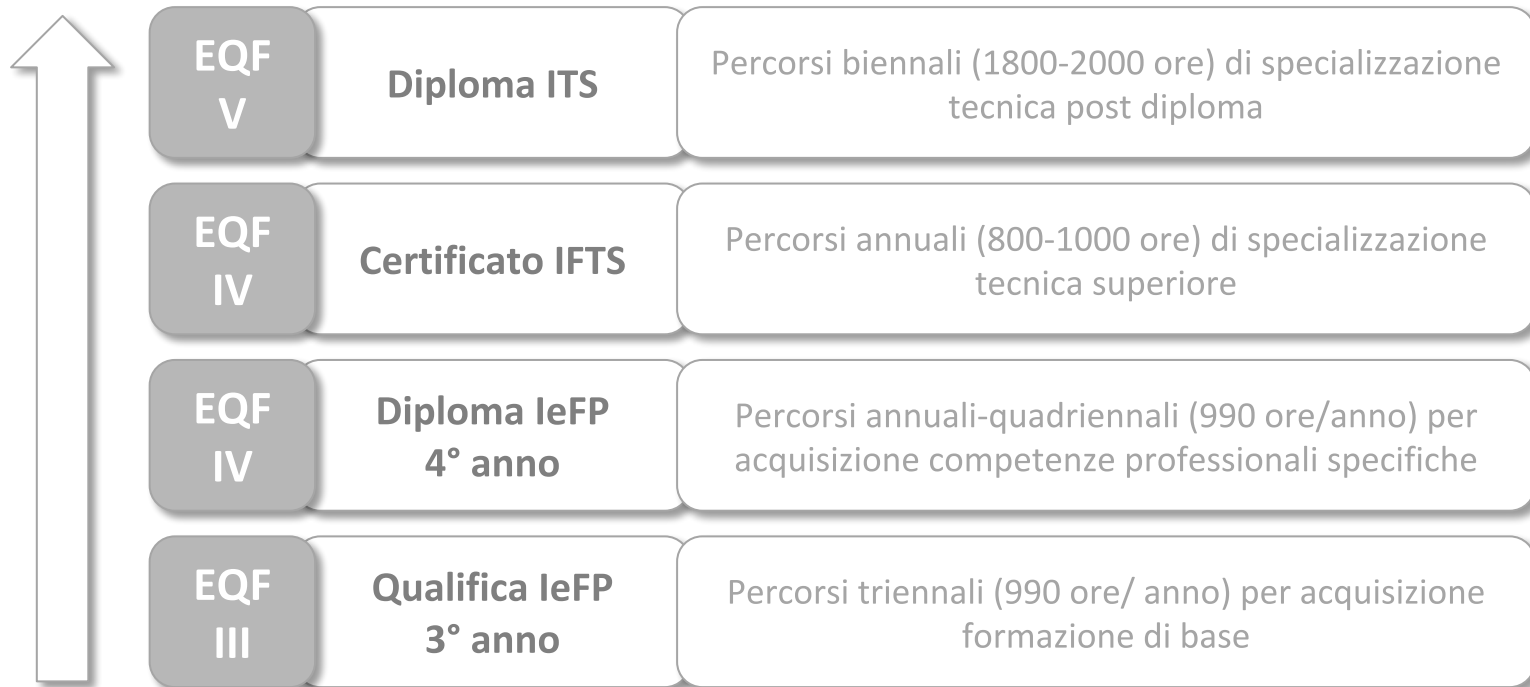 EQF
V
Diploma ITS
Percorsi biennali (1800-2000 ore) di specializzazione
tecnica post diploma
EQF
IV
Certificato IFTS
Percorsi annuali (800-1000 ore) di specializzazione
tecnica superiore
EQF
IV
Diploma IeFP
4° anno
Percorsi annuali-quadriennali (990 ore/anno) per
acquisizione competenze professionali specifiche
EQF
III
Qualifica IeFP
3° anno
Percorsi triennali (990 ore/ anno) per acquisizione
formazione di base